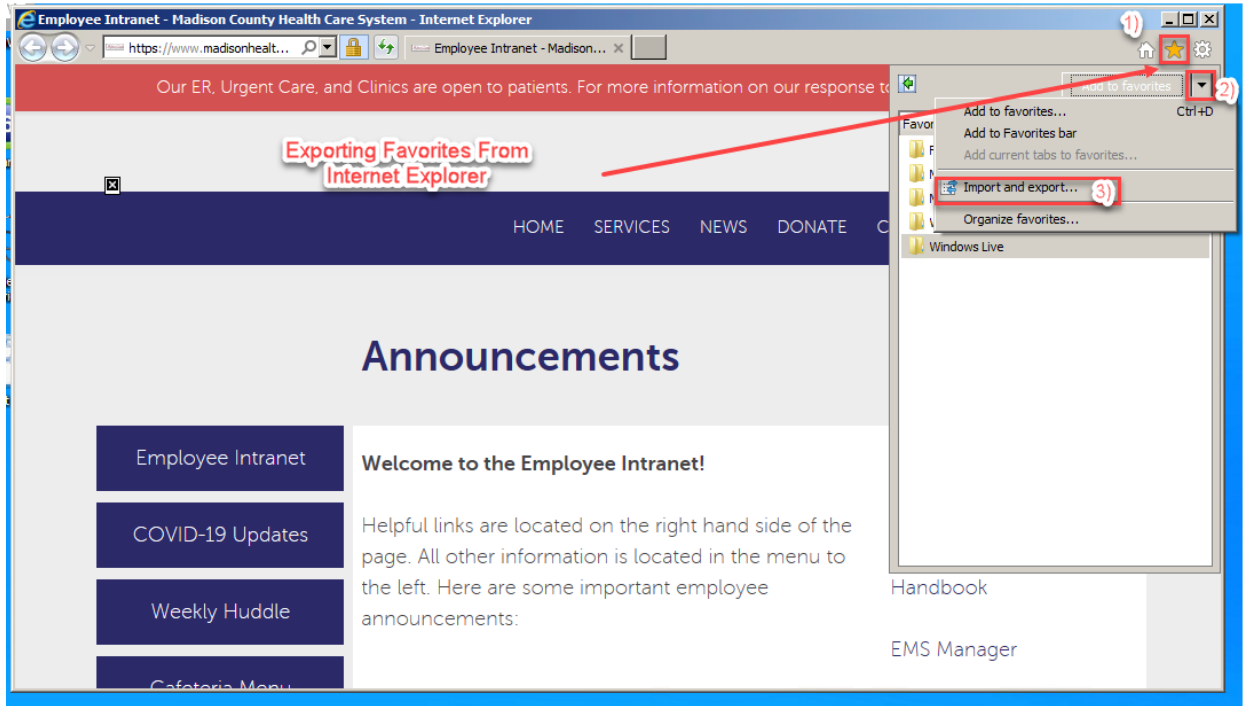 Employee Intranet - Madison County Health Care System - Internet Explorer
1)
https://www.madisonhealt...
Employee Intranet - Madison...
Our ER, Urgent Care, and Clinics are open to patients. For more information on our response to
Add to favorites
2)
Favor
Add to favorites... Ctrl+D
Add to Favorites bar
Add current tabs to favorites...
Import and export... 3)
Organize favorites...
Windows Live
Exporting Favorites From
Internet Explorer
HOME SERVICES NEWS DONATE C
Announcements
Employee Intranet
COVID-19 Updates
Weekly Huddle
Cafeteria Menu
Welcome to the Employee Intranet!
Helpful links are located on the right hand side of the
page. All other information is located in the menu to
the left. Here are some important employee
announcements:
Handbook
EMS Manager